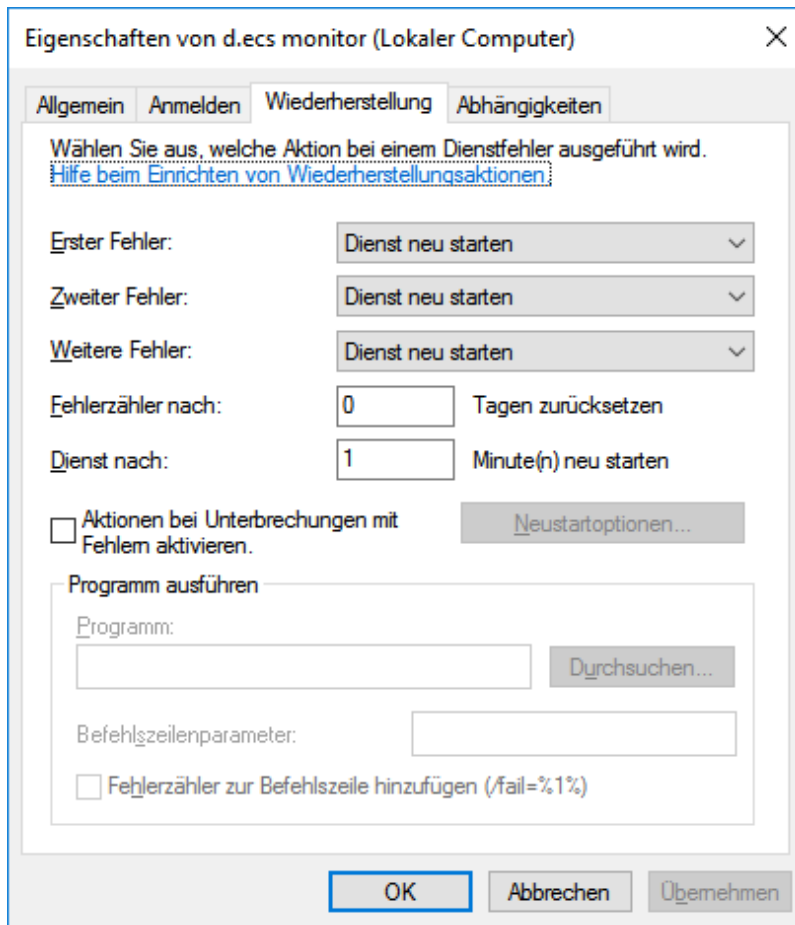 Eigenschaften von d.ecs monitor (Lokaler Computer)
Allgemein Anmelden Wiederherstellung Abhängigkeiten
Wählen Sie aus, welche Aktion bei einem Dienstfehler ausgeführt wird.
Hilfe beim Einrichten von Wiederherstellungsaktionen.
Erster Fehler: Dienst neu starten
Zweiter Fehler: Dienst neu starten
Weitere Fehler: Dienst neu starten
Fehlerzähler nach: 0 Tagen zurücksetzen
Dienst nach: 1 Minute(n) neu starten
Aktionen bei Unterbrechungen mit
Fehlern aktivieren.
Neustartoptionen...
Programm ausführen
Programm:
Durchsuchen...
Befehlszeilenparameter:
Fehlerzähler zur Befehlszeile hinzufügen (/fail=%1%)
OK Abbrechen Übernehmen